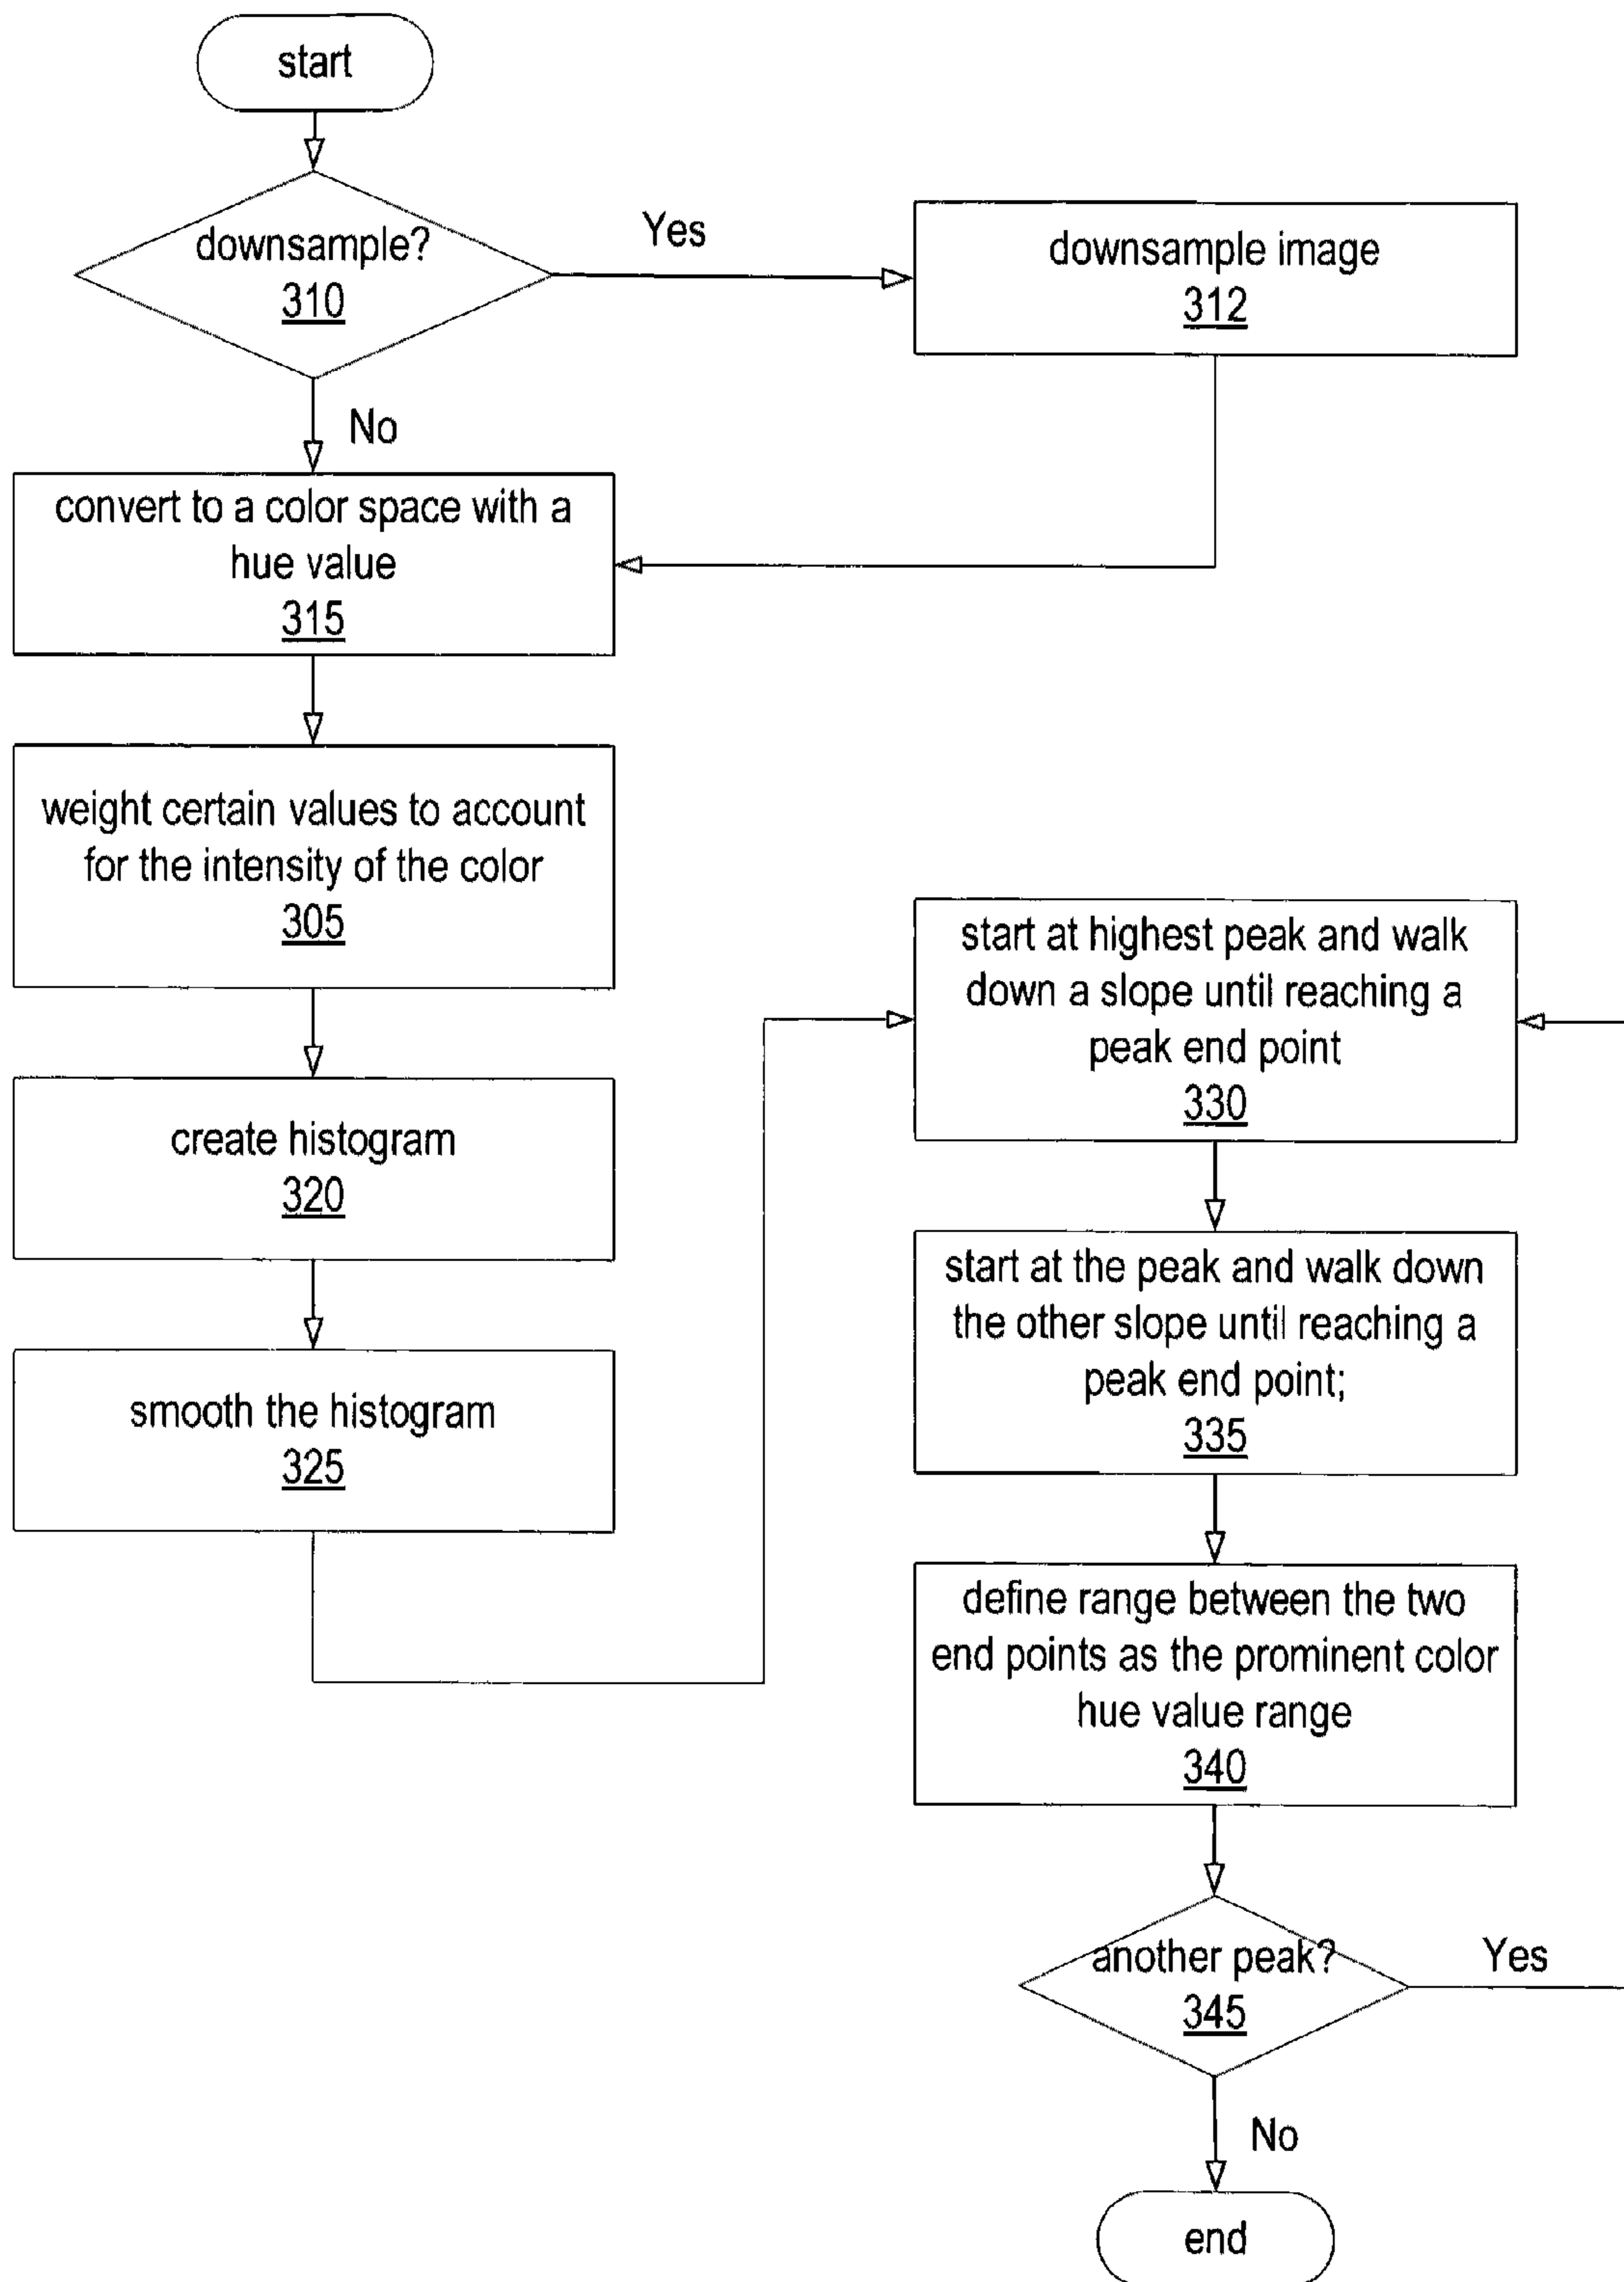 start
downsample?
310
Yes
downsample image
312
No
convert to a color space with a
hue value
315
weight certain values to account
for the intensity of the color
305
create histogram
320
smooth the histogram
325
start at highest peak and walk
down a slope until reaching a
peak end point
330
start at the peak and walk down
the other slope until reaching a
peak end point;
335
define range between the two
end points as the prominent color
hue value range
340
another peak?
345
Yes
No
end